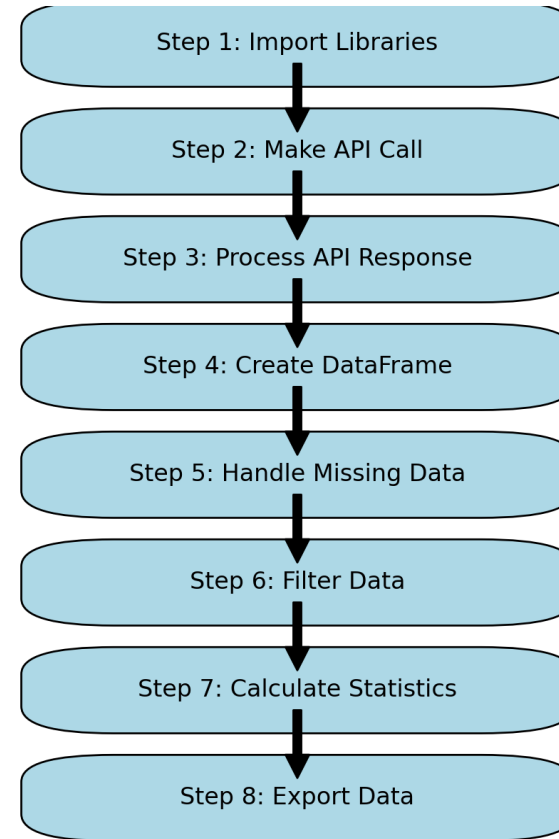 Step 1: Import Libraries
Step 2: Make API Call
Step 3: Process API Response
Step 4: Create DataFrame
Step 5: Handle Missing Data
Step 6: Filter Data
Step 7: Calculate Statistics
Step 8: Export Data